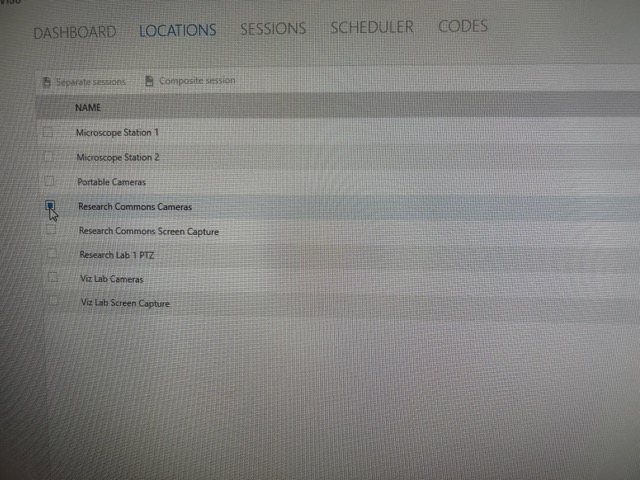 DASHBOARD LOCATIONS SESSIONS SCHEDULER CODES
Separate sessions Composite session
NAME
Microscope Station 1
Microscope Station 2
Portable Cameras
Research Commons Cameras
Research Commons Screen Capture
Research Lab 1 PTZ
Viz Lab Cameras
Viz Lab Screen Capture